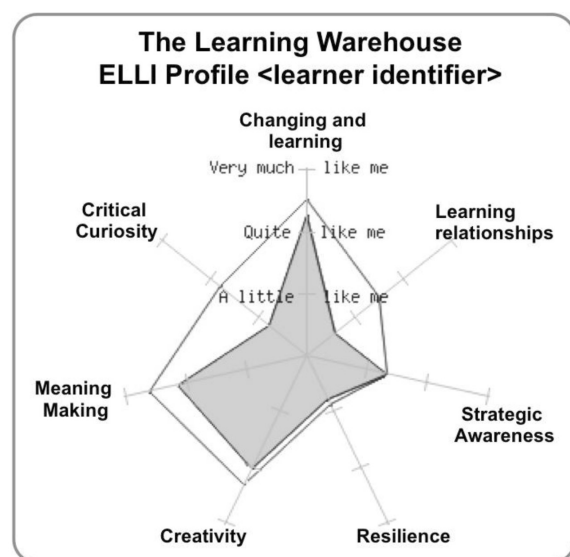 The Learning Warehouse
ELLI Profile <learner identifier>
Changing and
learning
Very much like me
Critical
Curiosity
Learning
relationships
Quite like me
A little like me
Meaning
Making
Strategic
Awareness
Creativity
Resilience